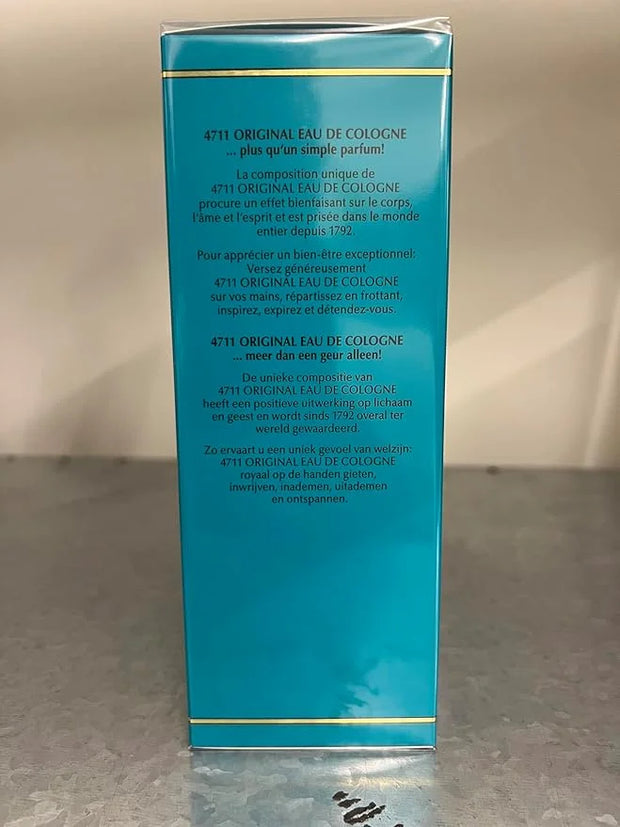 4711 ORIGINAL EAU DE COLOGNE
... plus qu'un simple parfum!
La composition unique de
4711 ORIGINAL EAU DE COLOGNE
procure un effet bienfaisant sur le corps,
l'âme et l'esprit et est prisée dans le monde
entier depuis 1792.
Pour apprécier un bien-être exceptionnel:
Versez généreusement
4711 ORIGINAL EAU DE COLOGNE
sur vos mains, répartissez en frottant,
inspirez, expirez et détendez-vous.
4711 ORIGINAL EAU DE COLOGNE
... meer dan een geur alleen!
De unieke compositie van
4711 ORIGINAL EAU DE COLOGNE
heeft een positieve uitwerking op lichaam
en geest en wordt sinds 1792 overal ter
wereld gewaardeerd.
Zo ervaart u een uniek gevoel van welzijn:
4711 ORIGINAL EAU DE COLOGNE
royaal op de handen gieten,
inwrijven, inademen, uitademen
en ontspannen.